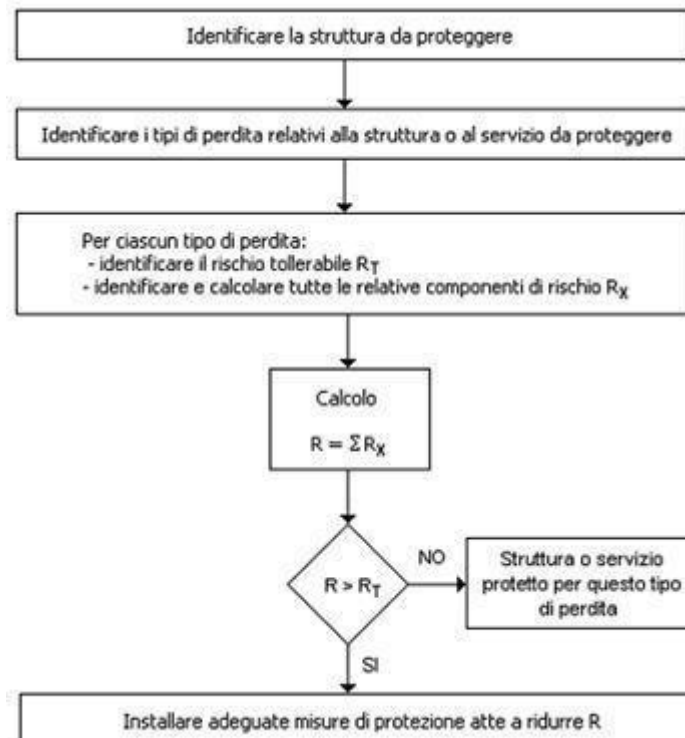 Identificare la struttura da proteggere
Identificare i tipi di perdita relativi alla struttura o al servizio da proteggere
Per ciascun tipo di perdita:
- identificare il rischio tollerabile RT
- identificare e calcolare tutte le relative componenti di rischio RX
Calcolo
R = ΣRX
R > RT
NO
Struttura o servizio
protetto per questo tipo
di perdita
SI
Installare adeguate misure di protezione atte a ridurre R